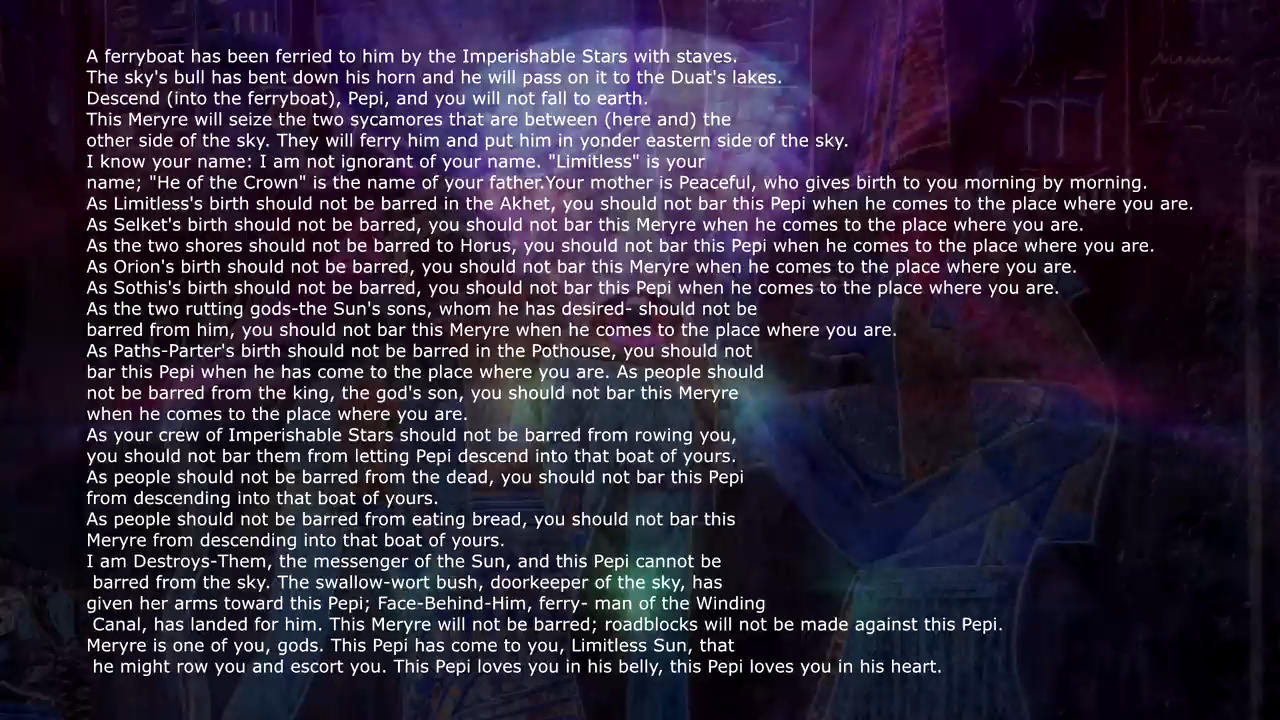 A ferryboat has been ferried to him by the Imperishable Stars with staves.
The sky's bull has bent down his horn and he will pass on it to the Duat's lakes.
Descend (into the ferryboat), Pepi, and you will not fall to earth.
This Meryre will seize the two sycamores that are between (here and) the
other side of the sky. They will ferry him and put him in yonder eastern side of the sky.
I know your name: I am not ignorant of your name. "Limitless" is your
name; "He of the Crown" is the name of your father.Your mother is Peaceful, who gives birth to you morning by morning.
As Limitless's birth should not be barred in the Akhet, you should not bar this Pepi when he comes to the place where you are.
As Selket's birth should not be barred, you should not bar this Meryre when he comes to the place where you are.
As the two shores should not be barred to Horus, you should not bar this Pepi when he comes to the place where you are.
As Orion's birth should not be barred, you should not bar this Meryre when he comes to the place where you are.
As Sothis's birth should not be barred, you should not bar this Pepi when he comes to the place where you are.
As the two rutting gods-the Sun's sons, whom he has desired- should not be
barred from him, you should not bar this Meryre when he comes to the place where you are.
As Paths-Parter's birth should not be barred in the Pothouse, you should not
bar this Pepi when he has come to the place where you are. As people should
not be barred from the king, the god's son, you should not bar this Meryre
when he comes to the place where you are.
As your crew of Imperishable Stars should not be barred from rowing you,
you should not bar them from letting Pepi descend into that boat of yours.
As people should not be barred from the dead, you should not bar this Pepi
from descending into that boat of yours.
As people should not be barred from eating bread, you should not bar this
Meryre from descending into that boat of yours.
I am Destroys-Them, the messenger of the Sun, and this Pepi cannot be
barred from the sky. The swallow-wort bush, doorkeeper of the sky, has
given her arms toward this Pepi; Face-Behind-Him, ferry- man of the Winding
Canal, has landed for him. This Meryre will not be barred; roadblocks will not be made against this Pepi.
Meryre is one of you, gods. This Pepi has come to you, Limitless Sun, that
he might row you and escort you. This Pepi loves you in his belly, this Pepi loves you in his heart.